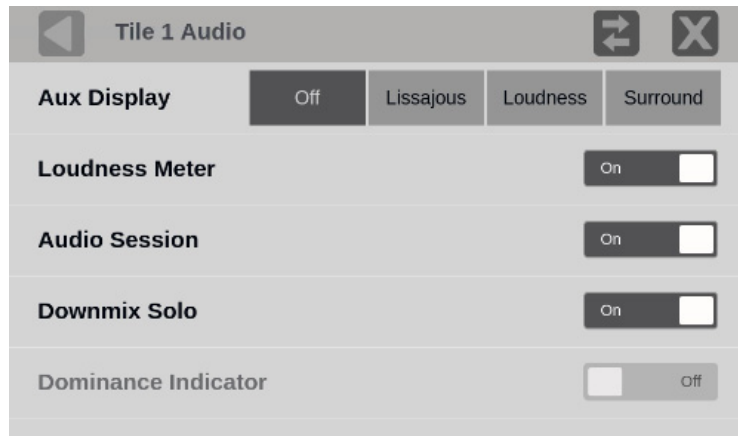 Tile 1 Audio
Aux Display Off Lissajous Loudness Surround
Loudness Meter On
Audio Session On
Downmix Solo On
Dominance Indicator Off